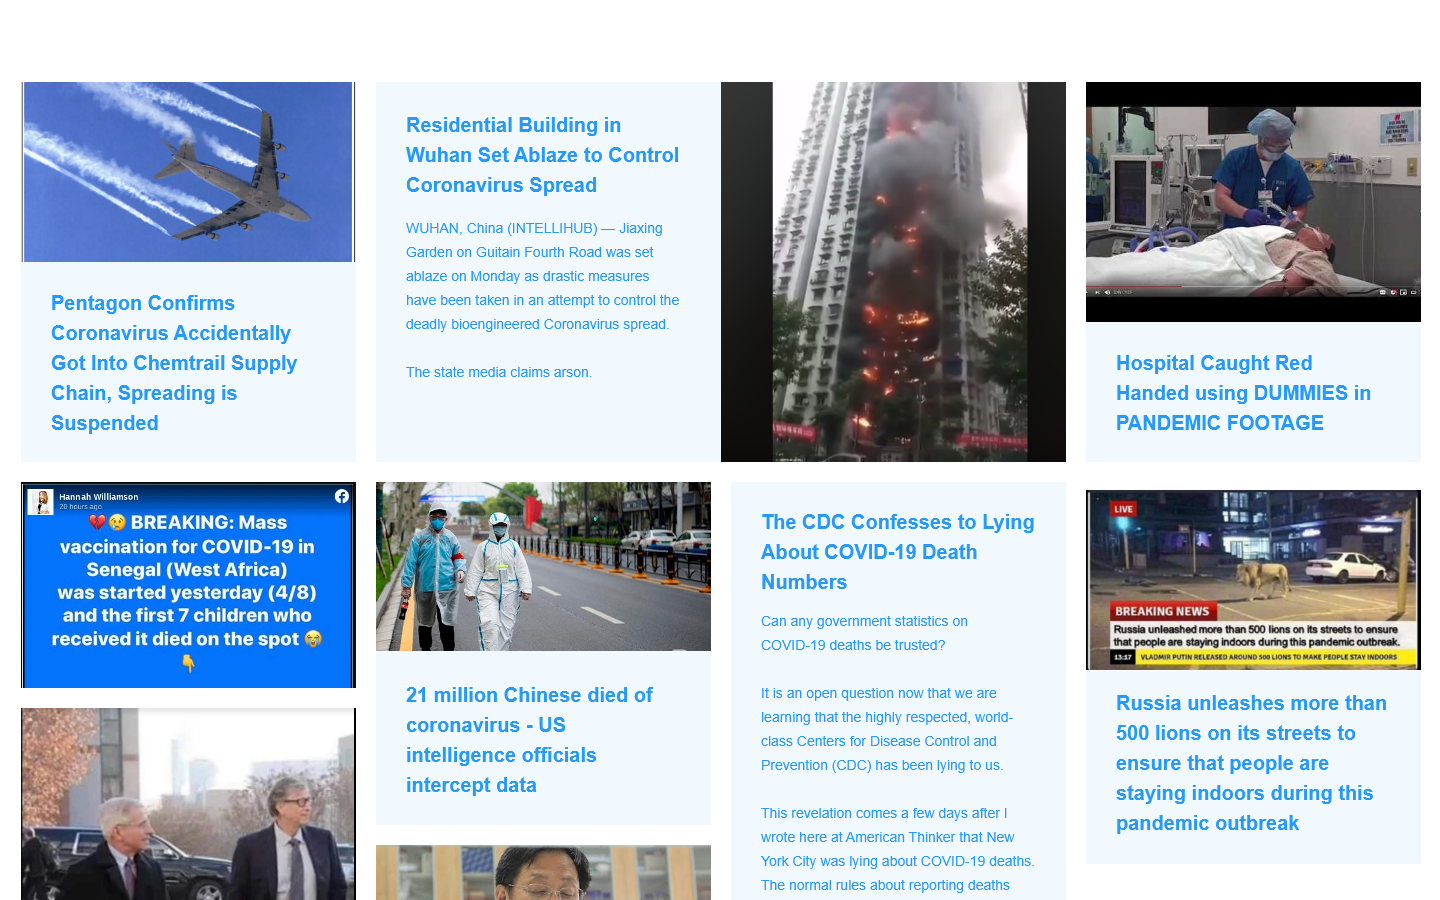 Pentagon Confirms
Coronavirus Accidentally
Got Into Chemtrail Supply
Chain, Spreading is
Suspended
Residential Building in
Wuhan Set Ablaze to Control
Coronavirus Spread
WUHAN, China (INTELLIHUB) — Jiaxing
Garden on Guitain Fourth Road was set
ablaze on Monday as drastic measures
have been taken in an attempt to control the
deadly bioengineered Coronavirus spread.
The state media claims arson.
Hospital Caught Red
Handed using DUMMIES in
PANDEMIC FOOTAGE
Hannah Williamson
20 hours ago
💔😢 BREAKING: Mass
vaccination for COVID-19 in
Senegal (West Africa)
was started yesterday (4/8)
and the first 7 children who
received it died on the spot 😭
👇
21 million Chinese died of
coronavirus - US
intelligence officials
intercept data
The CDC Confesses to Lying
About COVID-19 Death
Numbers
Can any government statistics on
COVID-19 deaths be trusted?
It is an open question now that we are
learning that the highly respected, world-
class Centers for Disease Control and
Prevention (CDC) has been lying to us.
This revelation comes a few days after I
wrote here at American Thinker that New
York City was lying about COVID-19 deaths.
The normal rules about reporting deaths
LIVE
BREAKING NEWS
Russia unleashed more than 500 lions on its streets to ensure
that people are staying indoors during this pandemic outbreak.
13:17 VLADMIR PUTIN RELEASED AROUND 500 LIONS TO MAKE PEOPLE STAY INDOORS
Russia unleashes more than
500 lions on its streets to
ensure that people are
staying indoors during this
pandemic outbreak